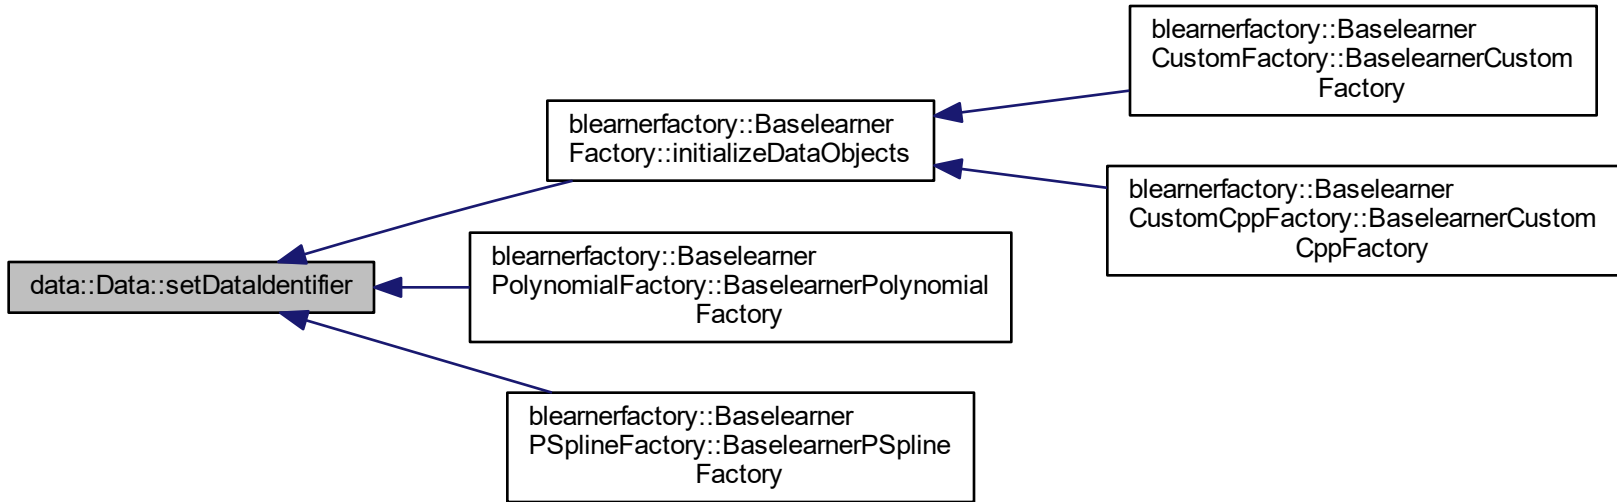 blearnerfactory::Baselearner
CustomFactory::BaselearnerCustom
Factory
blearnerfactory::Baselearner
Factory::initializeDataObjects
blearnerfactory::Baselearner
CustomCppFactory::BaselearnerCustom
CppFactory
data::Data::setDataIdentifier
blearnerfactory::Baselearner
PolynomialFactory::BaselearnerPolynomial
Factory
blearnerfactory::Baselearner
PSplineFactory::BaselearnerPSpline
Factory